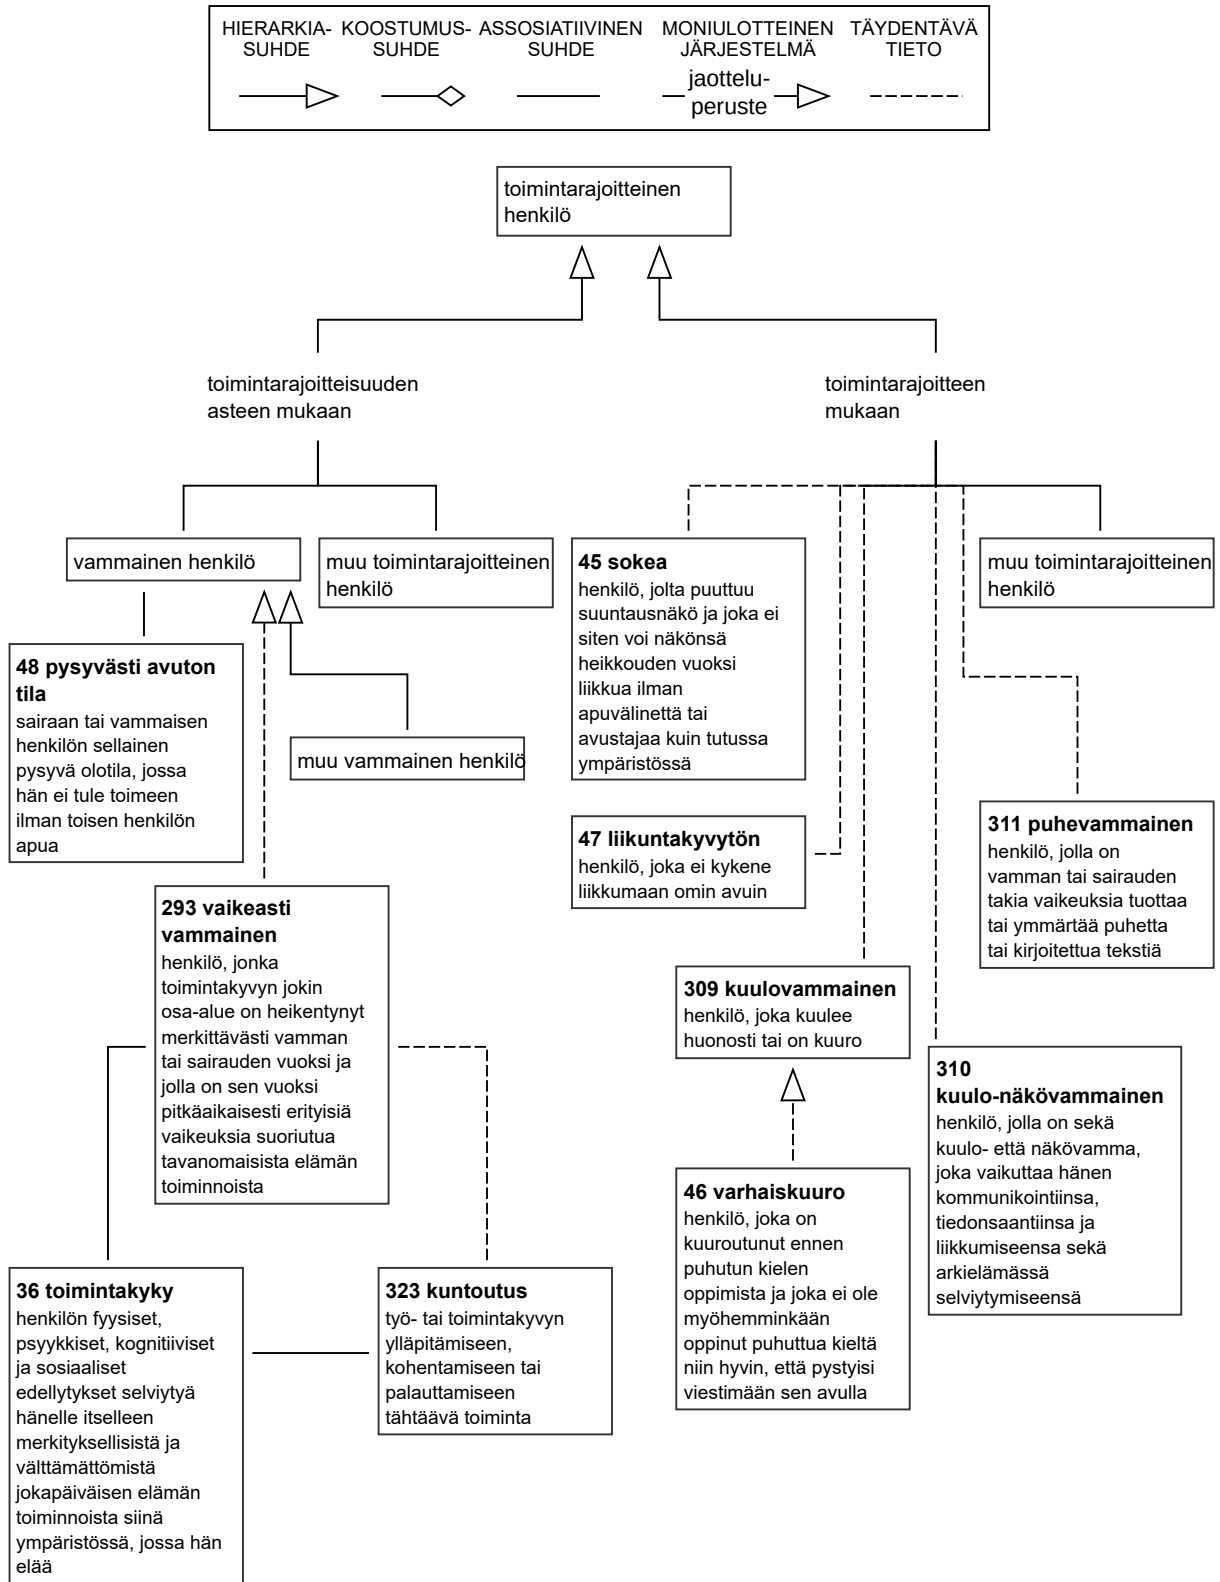 HIERARKIA-
SUHDE
KOOSTUMUS-
SUHDE
ASSOSIATIIVINEN
SUHDE
MONIULOTTEINEN
JÄRJESTELMÄ
jaottelu-
peruste
TÄYDENTÄVÄ
TIETO
toimintarajoitteinen
henkilö
toimintarajoitteisuuden
asteen mukaan
toimintarajoitteen
mukaan
vammainen henkilö
muu toimintarajoitteinen
henkilö
45 sokea
henkilö, jolta puuttuu
suuntausnäkö ja joka ei
siten voi näkönsä
heikkouden vuoksi
liikkua ilman
apuvälinettä tai
avustajaa kuin tutussa
ympäristössä
muu toimintarajoitteinen
henkilö
48 pysyvästi avuton
tila
sairaan tai vammaisen
henkilön sellainen
pysyvä olotila, jossa
hän ei tule toimeen
ilman toisen henkilön
apua
muu vammainen henkilö
47 liikuntakyvytön
henkilö, joka ei kykene
liikkumaan omin avuin
311 puhevammainen
henkilö, jolla on
vamman tai sairauden
takia vaikeuksia tuottaa
tai ymmärtää puhetta
tai kirjoitettua tekstiä
293 vaikeasti
vammainen
henkilö, jonka
toimintakyvyn jokin
osa-alue on heikentynyt
merkittävästi vamman
tai sairauden vuoksi ja
jolla on sen vuoksi
pitkäaikaisesti erityisiä
vaikeuksia suoriutua
tavanomaisista elämän
toiminnoista
309 kuulovammainen
henkilö, joka kuulee
huonosti tai on kuuro
310
kuulo-näkövammainen
henkilö, jolla on sekä
kuulo- että näkövamma,
joka vaikuttaa hänen
kommunikointiinsa,
tiedonsaantiinsa ja
liikkumiseensa sekä
arkielämässä
selviytymiseensä
46 varhaiskuuro
henkilö, joka on
kuuroutunut ennen
puhutun kielen
oppimista ja joka ei ole
myöhemminkään
oppinut puhuttua kieltä
niin hyvin, että pystyisi
viestimään sen avulla
36 toimintakyky
henkilön fyysiset,
psyykkiset, kognitiiviset
ja sosiaaliset
edellytykset selviytyä
hänelle itselleen
merkityksellisistä ja
välttämättömistä
jokapäiväisen elämän
toiminnoista siinä
ympäristössä, jossa hän
elää
323 kuntoutus
työ- tai toimintakyvyn
ylläpitämiseen,
kohentamiseen tai
palauttamiseen
tähtäävä toiminta